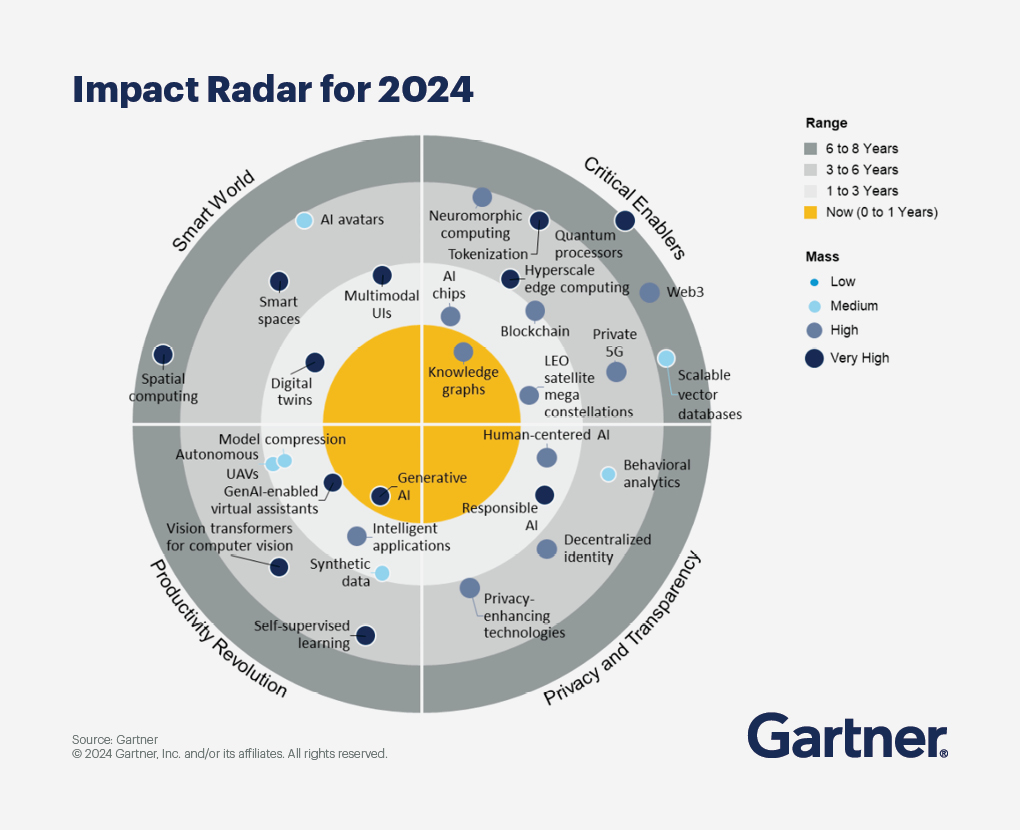 Impact Radar for 2024
Range
6 to 8 Years
3 to 6 Years
1 to 3 Years
Now (0 to 1 Years)
Mass
Low
Medium
High
Very High
Smart World
AI avatars
Smart
spaces
Multimodal
UIs
Spatial
computing
Digital
twins
Critical Enablers
Neuromorphic
computing
Tokenization
Quantum
processors
AI
chips
Hyperscale
edge computing
Web3
Blockchain
Private
5G
Knowledge
graphs
LEO
satellite
mega
constellations
Scalable
vector
databases
Productivity Revolution
Model compression
Autonomous
UAVs
GenAI-enabled
virtual assistants
Generative
AI
Vision transformers
for computer vision
Intelligent
applications
Synthetic
data
Self-supervised
learning
Privacy and Transparency
Human-centered AI
Behavioral
analytics
Responsible
AI
Decentralized
identity
Privacy-
enhancing
technologies
Source: Gartner
© 2024 Gartner, Inc. and/or its affiliates. All rights reserved.
Gartner®